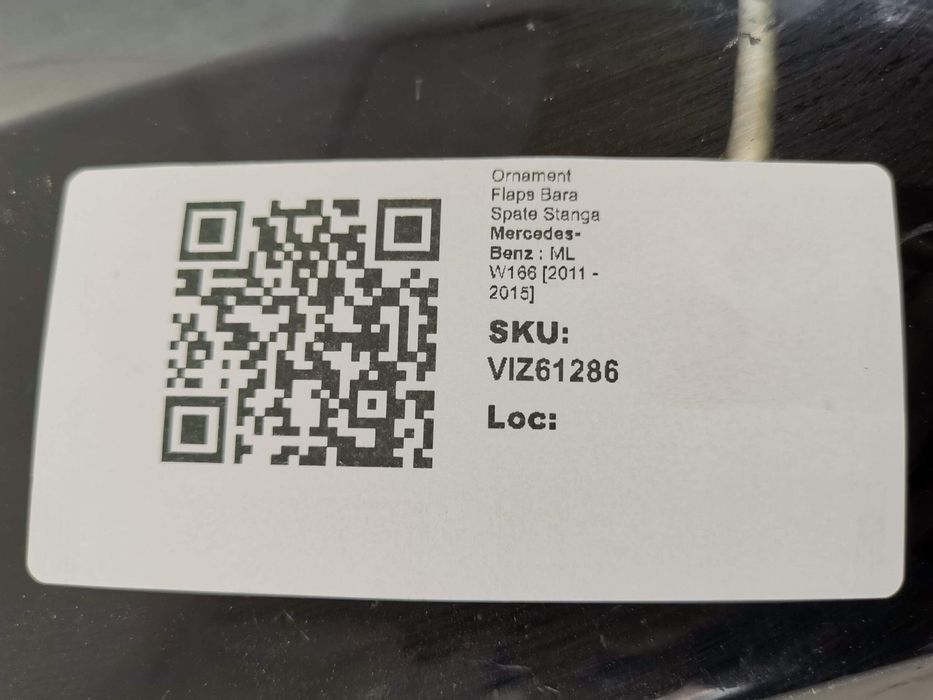 Ornament
Flaps Bara
Spate Stanga
Mercedes-
Benz : ML
W166 [2011 -
2015]
SKU:
VIZ61286
Loc: